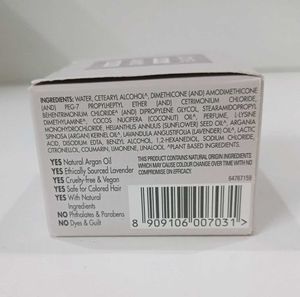 INGREDIENTS: WATER, CETEARYL ALCOHOL^, DIMETHICONE (AND) AMODIMETHICONE
(AND) PEG-7 PROPYLHEPTYL ETHER (AND) CETRIMONIUM CHLORIDE,
BEHENTRIMONIUM CHLORIDE^ (AND) DIPROPYLENE GLYCOL, STEARAMIDOPROPYL
DIMETHYLAMINE^, COCOS NUCIFERA (COCONUT) OIL^, PERFUME, L-LYSINE
MONOHYDROCHLORIDE, HELIANTHUS ANNUUS (SUNFLOWER) SEED OIL^, ARGANIA
SPINOSA (ARGAN) KERNEL OIL^, LAVANDULA ANGUSTIFOLIA (LAVENDER) OIL^, LACTIC
ACID, DISODIUM EDTA, BENZYL ALCOHOL, 1,2-HEXANEDIOL, SODIUM
CITRONELLOL, COUMARIN, LIMONENE, LINALOOL ^PLANT BASED INGREDIENTS.
YES Natural Argan Oil
YES Ethically Sourced Lavender
YES Cruelty-free & Vegan
YES Safe for Colored Hair
YES With Natural
Ingredients
NO Phthalates & Parabens
NO Dyes & Guilt
THIS PRODUCT CONTAINS NATURAL ORIGIN INGREDIENTS
WHICH MAY CAUSE COLOUR CHANGE OVER TIME WITH NO
COMPROMISE ON EFFICACY.
64767159
8 909106 007031 >